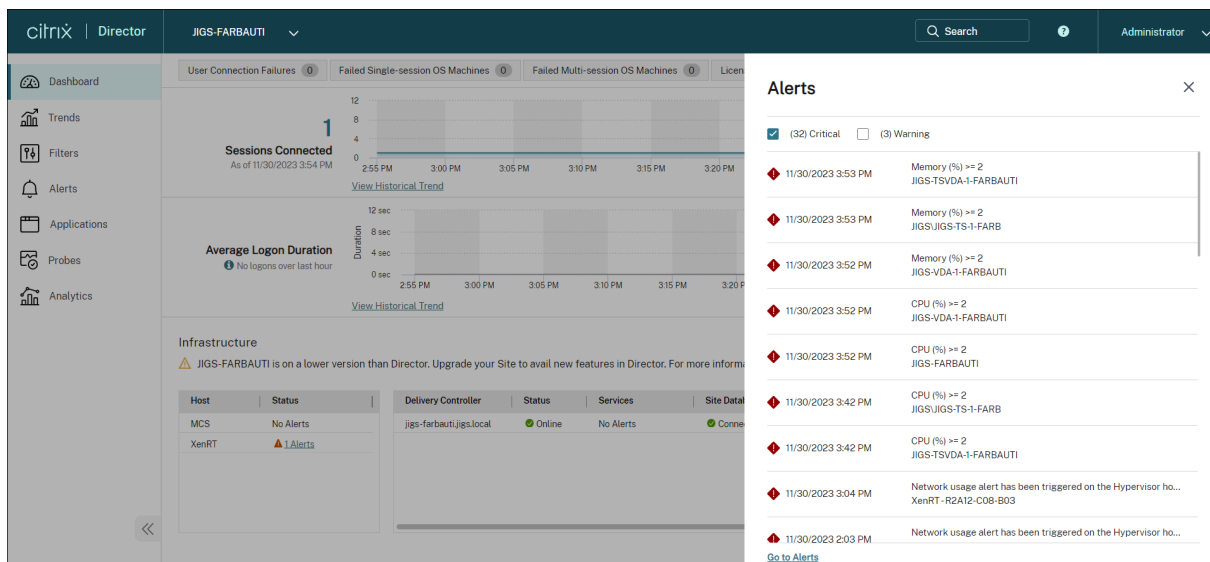 citrix | Director
JIGS-FARBAUTI
Search
?
Administrator
Dashboard
Trends
Filters
Alerts
Applications
Probes
Analytics
User Connection Failures 0
Failed Single-session OS Machines 0
Failed Multi-session OS Machines 0
Licen
1
Sessions Connected
As of 11/30/2023 3:54 PM
12
8
4
0
2:55 PM 3:00 PM 3:05 PM 3:10 PM 3:15 PM 3:20 PM
View Historical Trend
Average Logon Duration
No logons over last hour
Duration
12 sec
8 sec
4 sec
0 sec
2:55 PM 3:00 PM 3:05 PM 3:10 PM 3:15 PM 3:20 P
View Historical Trend
Infrastructure
JIGS-FARBAUTI is on a lower version than Director. Upgrade your Site to avail new features in Director. For more informa
Host Status
MCS No Alerts
XenRT 1 Alerts
Delivery Controller Status Services Site Datab
jigs-farbauti.jigs.local Online No Alerts Conne
Alerts
(32) Critical (3) Warning
11/30/2023 3:53 PM
Memory (%) >= 2
JIGS-TSVDA-1-FARBAUTI
11/30/2023 3:53 PM
Memory (%) >= 2
JIGS\JIGS-TS-1-FARB
11/30/2023 3:52 PM
Memory (%) >= 2
JIGS-VDA-1-FARBAUTI
11/30/2023 3:52 PM
CPU (%) >= 2
JIGS-VDA-1-FARBAUTI
11/30/2023 3:52 PM
CPU (%) >= 2
JIGS-FARBAUTI
11/30/2023 3:42 PM
CPU (%) >= 2
JIGS\JIGS-TS-1-FARB
11/30/2023 3:42 PM
CPU (%) >= 2
JIGS-TSVDA-1-FARBAUTI
11/30/2023 3:04 PM
Network usage alert has been triggered on the Hypervisor ho...
XenRT - R2A12-C08-B03
11/30/2023 2:03 PM
Network usage alert has been triggered on the Hypervisor ho...
Go to Alerts